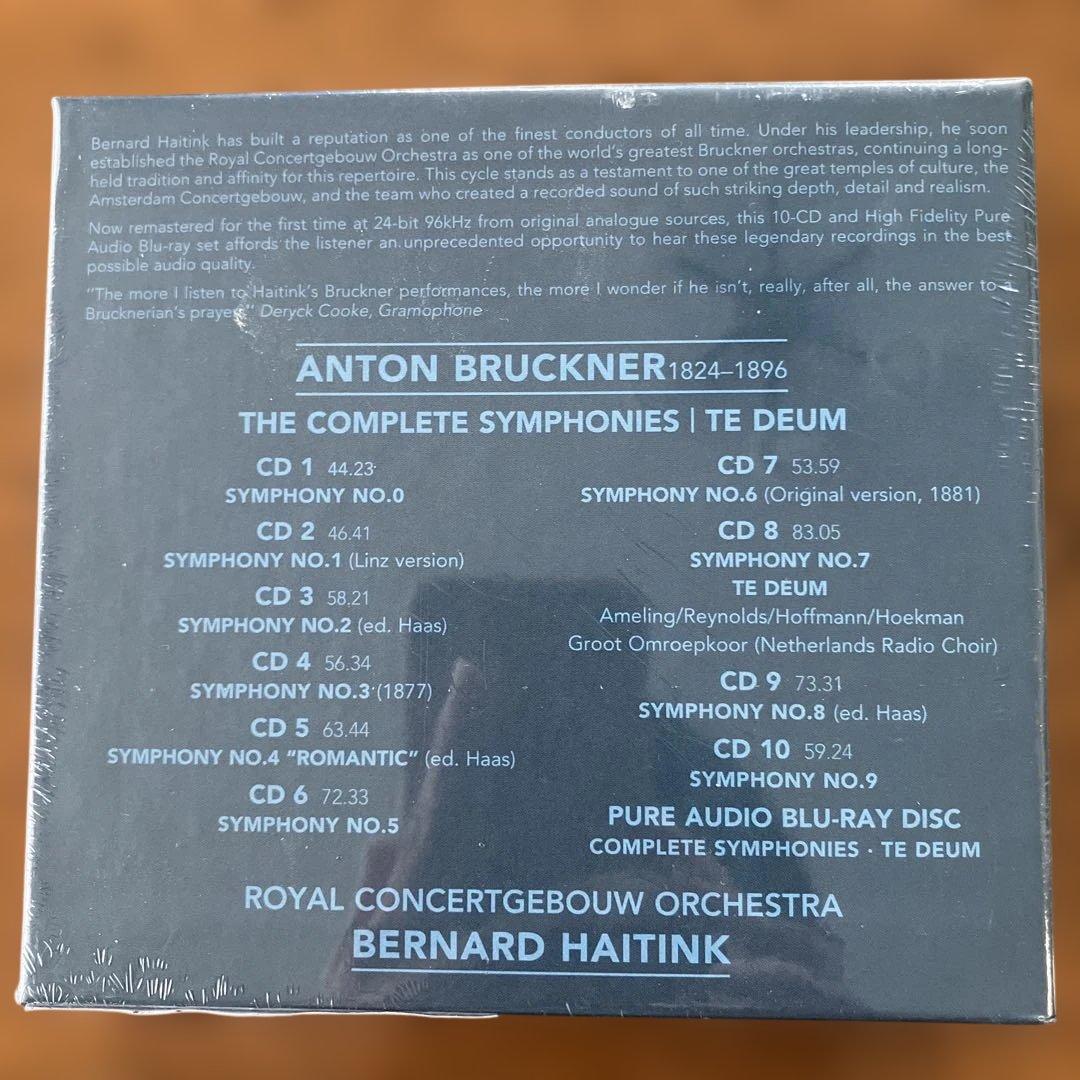 Bernard Haitink has built a reputation as one of the finest conductors of all time. Under his leadership, he soon
established the Royal Concertgebouw Orchestra as one of the world's greatest Bruckner orchestras, continuing a long-
held tradition and affinity for this repertoire. This cycle stands as a testament to one of the great temples of culture, the
Amsterdam Concertgebouw, and the team who created a recorded sound of such striking depth, detail and realism.
Now remastered for the first time at 24-bit 96kHz from original analogue sources, this 10-CD and High Fidelity Pure
Audio Blu-ray set affords the listener an unprecedented opportunity to hear these legendary recordings in the best
possible audio quality.
"The more I listen to Haitink's Bruckner performances, the more I wonder if he isn't, really, after all, the answer to a
Brucknerian's prayer." Deryck Cooke, Gramophone
ANTON BRUCKNER 1824–1896
THE COMPLETE SYMPHONIES | TE DEUM
CD 1 44.23
SYMPHONY NO.0
CD 2 46.41
SYMPHONY NO.1 (Linz version)
CD 3 58.21
SYMPHONY NO.2 (ed. Haas)
CD 4 56.34
SYMPHONY NO.3 (1877)
CD 5 63.44
SYMPHONY NO.4 "ROMANTIC" (ed. Haas)
CD 6 72.33
SYMPHONY NO.5
CD 7 53.59
SYMPHONY NO.6 (Original version, 1881)
CD 8 83.05
SYMPHONY NO.7
TE DEUM
Ameling/Reynolds/Hoffmann/Hoekman
Groot Omroepkoor (Netherlands Radio Choir)
CD 9 73.31
SYMPHONY NO.8 (ed. Haas)
CD 10 59.24
SYMPHONY NO.9
PURE AUDIO BLU-RAY DISC
COMPLETE SYMPHONIES · TE DEUM
ROYAL CONCERTGEBOUW ORCHESTRA
BERNARD HAITINK